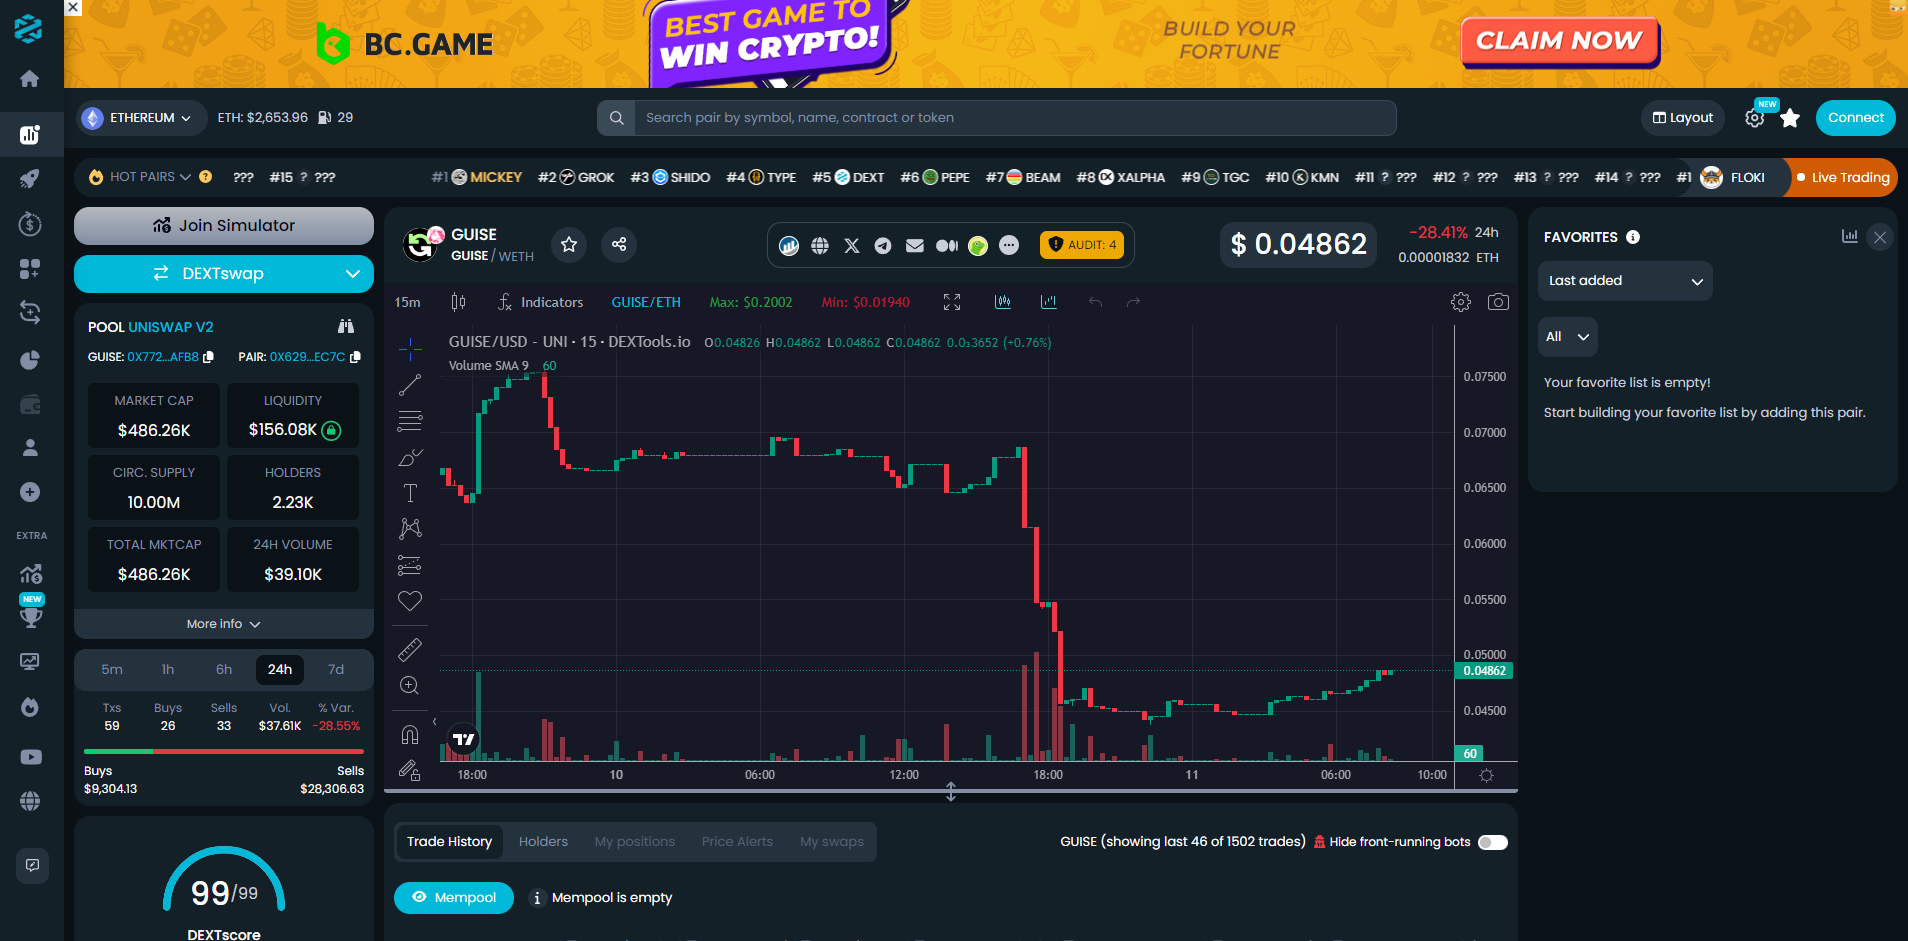 BC.GAME
BEST GAME TO
WIN CRYPTO!
BUILD YOUR
FORTUNE
CLAIM NOW
ETHEREUM
ETH: $2,653.96
29
Search pair by symbol, name, contract or token
Layout
NEW
Connect
HOT PAIRS
???
#15 ? ???
#1 MICKEY
#2 GROK
#3 SHIDO
#4 TYPE
#5 DEXT
#6 PEPE
#7 BEAM
#8 XALPHA
#9 TGC
#10 KMN
#11 ? ???
#12 ? ???
#13 ? ???
#14 ? ???
#1
FLOKI
Live Trading
Join Simulator
DEXTswap
POOL UNISWAP V2
GUISE: 0X772...AFB8
PAIR: 0X629...EC7C
MARKET CAP
$486.26K
LIQUIDITY
$156.08K
CIRC. SUPPLY
10.00M
HOLDERS
2.23K
TOTAL MKTCAP
$486.26K
24H VOLUME
$39.10K
More info
5m 1h 6h 24h 7d
Txs Buys Sells Vol. % Var.
59 26 33 $37.61K -28.55%
Buys Sells
$9,304.13 $28,306.63
99/99
DEXTscore
EXTRA
NEW
GUISE
GUISE / WETH
AUDIT: 4
$ 0.04862
-28.41% 24h
0.00001832 ETH
15m
Indicators
GUISE/ETH
Max: $0.2002
Min: $0.01940
GUISE/USD - UNI · 15 · DEXTools.io O0.04826 H0.04862 L0.04862 C0.04862 0.0₃3652 (+0.76%)
Volume SMA 9 60
0.07500
0.07000
0.06500
0.06000
0.05500
0.05000
0.04862
0.04500
60
18:00 10 06:00 12:00 18:00 11 06:00 10:00
Trade History
Holders
My positions
Price Alerts
My swaps
GUISE (showing last 46 of 1502 trades)
Hide front-running bots
Mempool
Mempool is empty
FAVORITES
Last added
All
Your favorite list is empty!
Start building your favorite list by adding this pair.